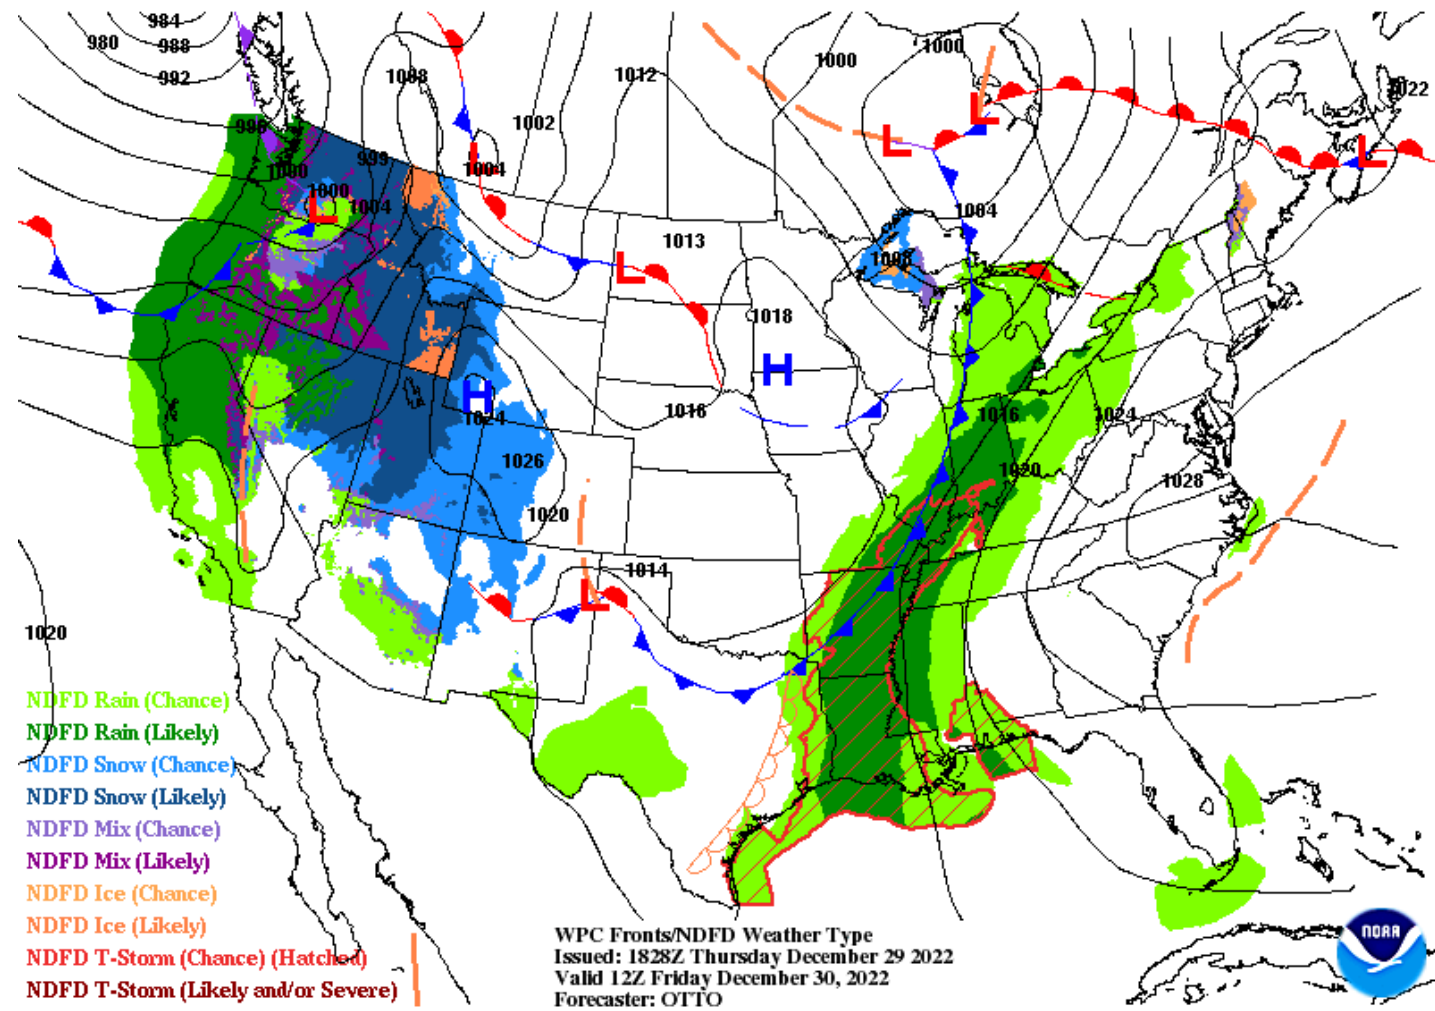 984
980
988
992
1008
1012
1000
1000
1022
996
1002
999
1004
1000
1000
1004
L
L
L
L
L
1004
1013
1008
L
1018
H
H
1024
1016
1016
1024
1026
1020
1028
1020
1014
L
1020
NDFD Rain (Chance)
NDFD Rain (Likely)
NDFD Snow (Chance)
NDFD Snow (Likely)
NDFD Mix (Chance)
NDFD Mix (Likely)
NDFD Ice (Chance)
NDFD Ice (Likely)
NDFD T-Storm (Chance) (Hatched)
NDFD T-Storm (Likely and/or Severe)
WPC Fronts/NDFD Weather Type
Issued: 1828Z Thursday December 29 2022
Valid 12Z Friday December 30, 2022
Forecaster: OTTO
NOAA